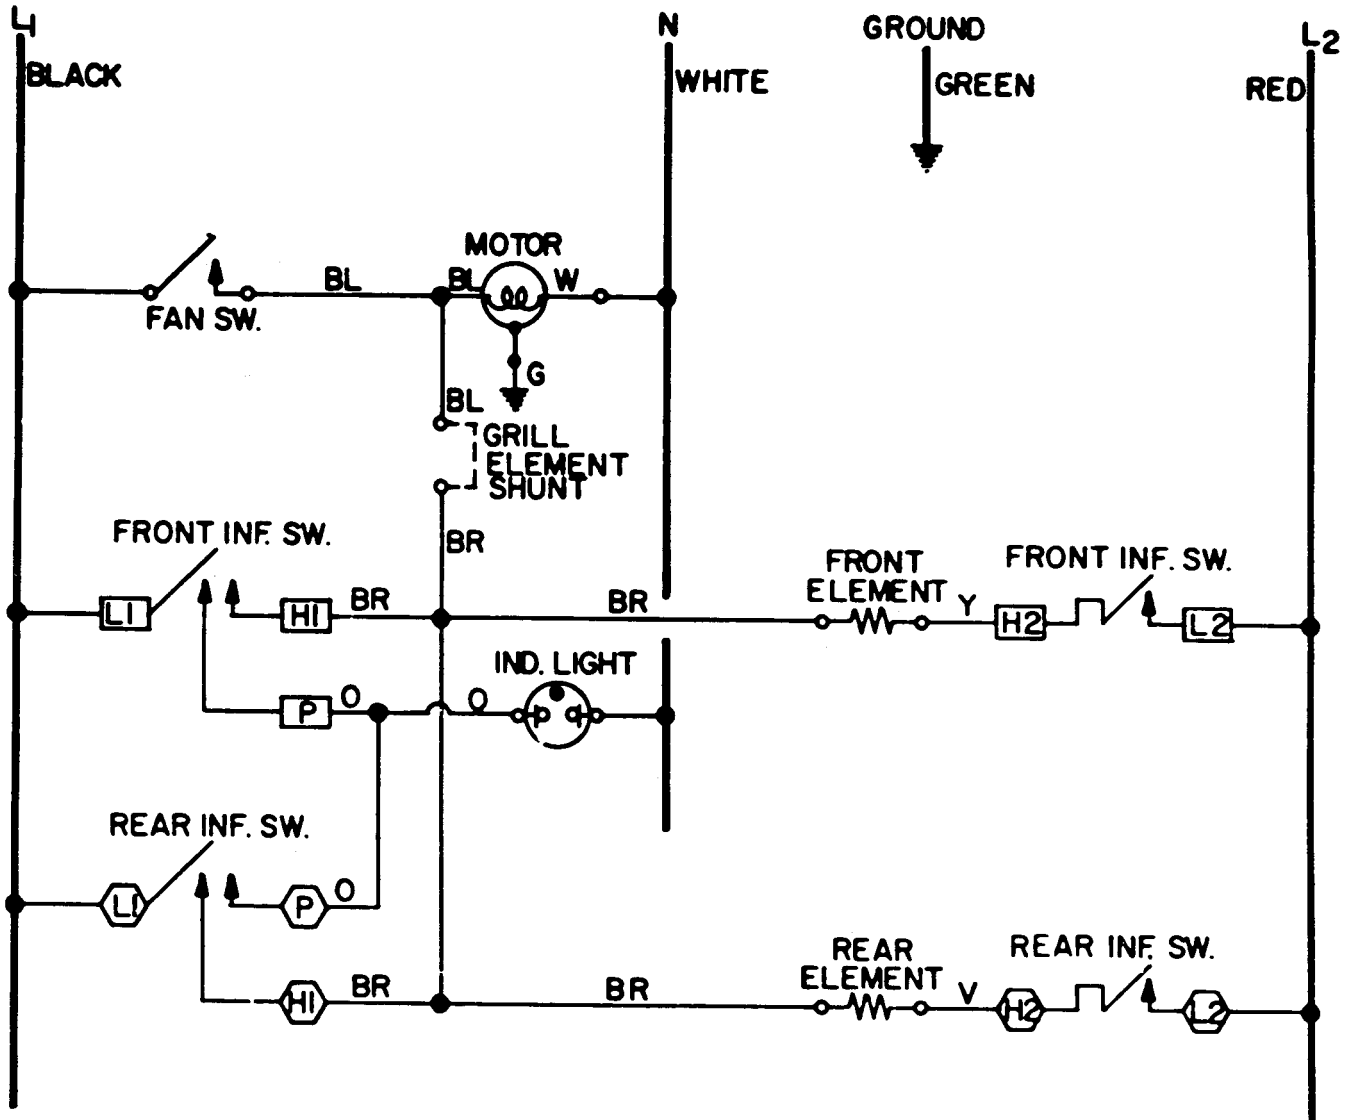 L1
N
GROUND
L2
BLACK
WHITE
GREEN
RED
MOTOR
BL
BL
W
FAN SW.
G
BL
GRILL
ELEMENT
SHUNT
BR
FRONT INF. SW.
L1
H1
BR
BR
FRONT
ELEMENT
Y
FRONT INF. SW.
H2
L2
IND. LIGHT
P
O
O
REAR INF. SW.
L1
P
O
H1
BR
BR
REAR
ELEMENT
V
REAR INF. SW.
H2
L2